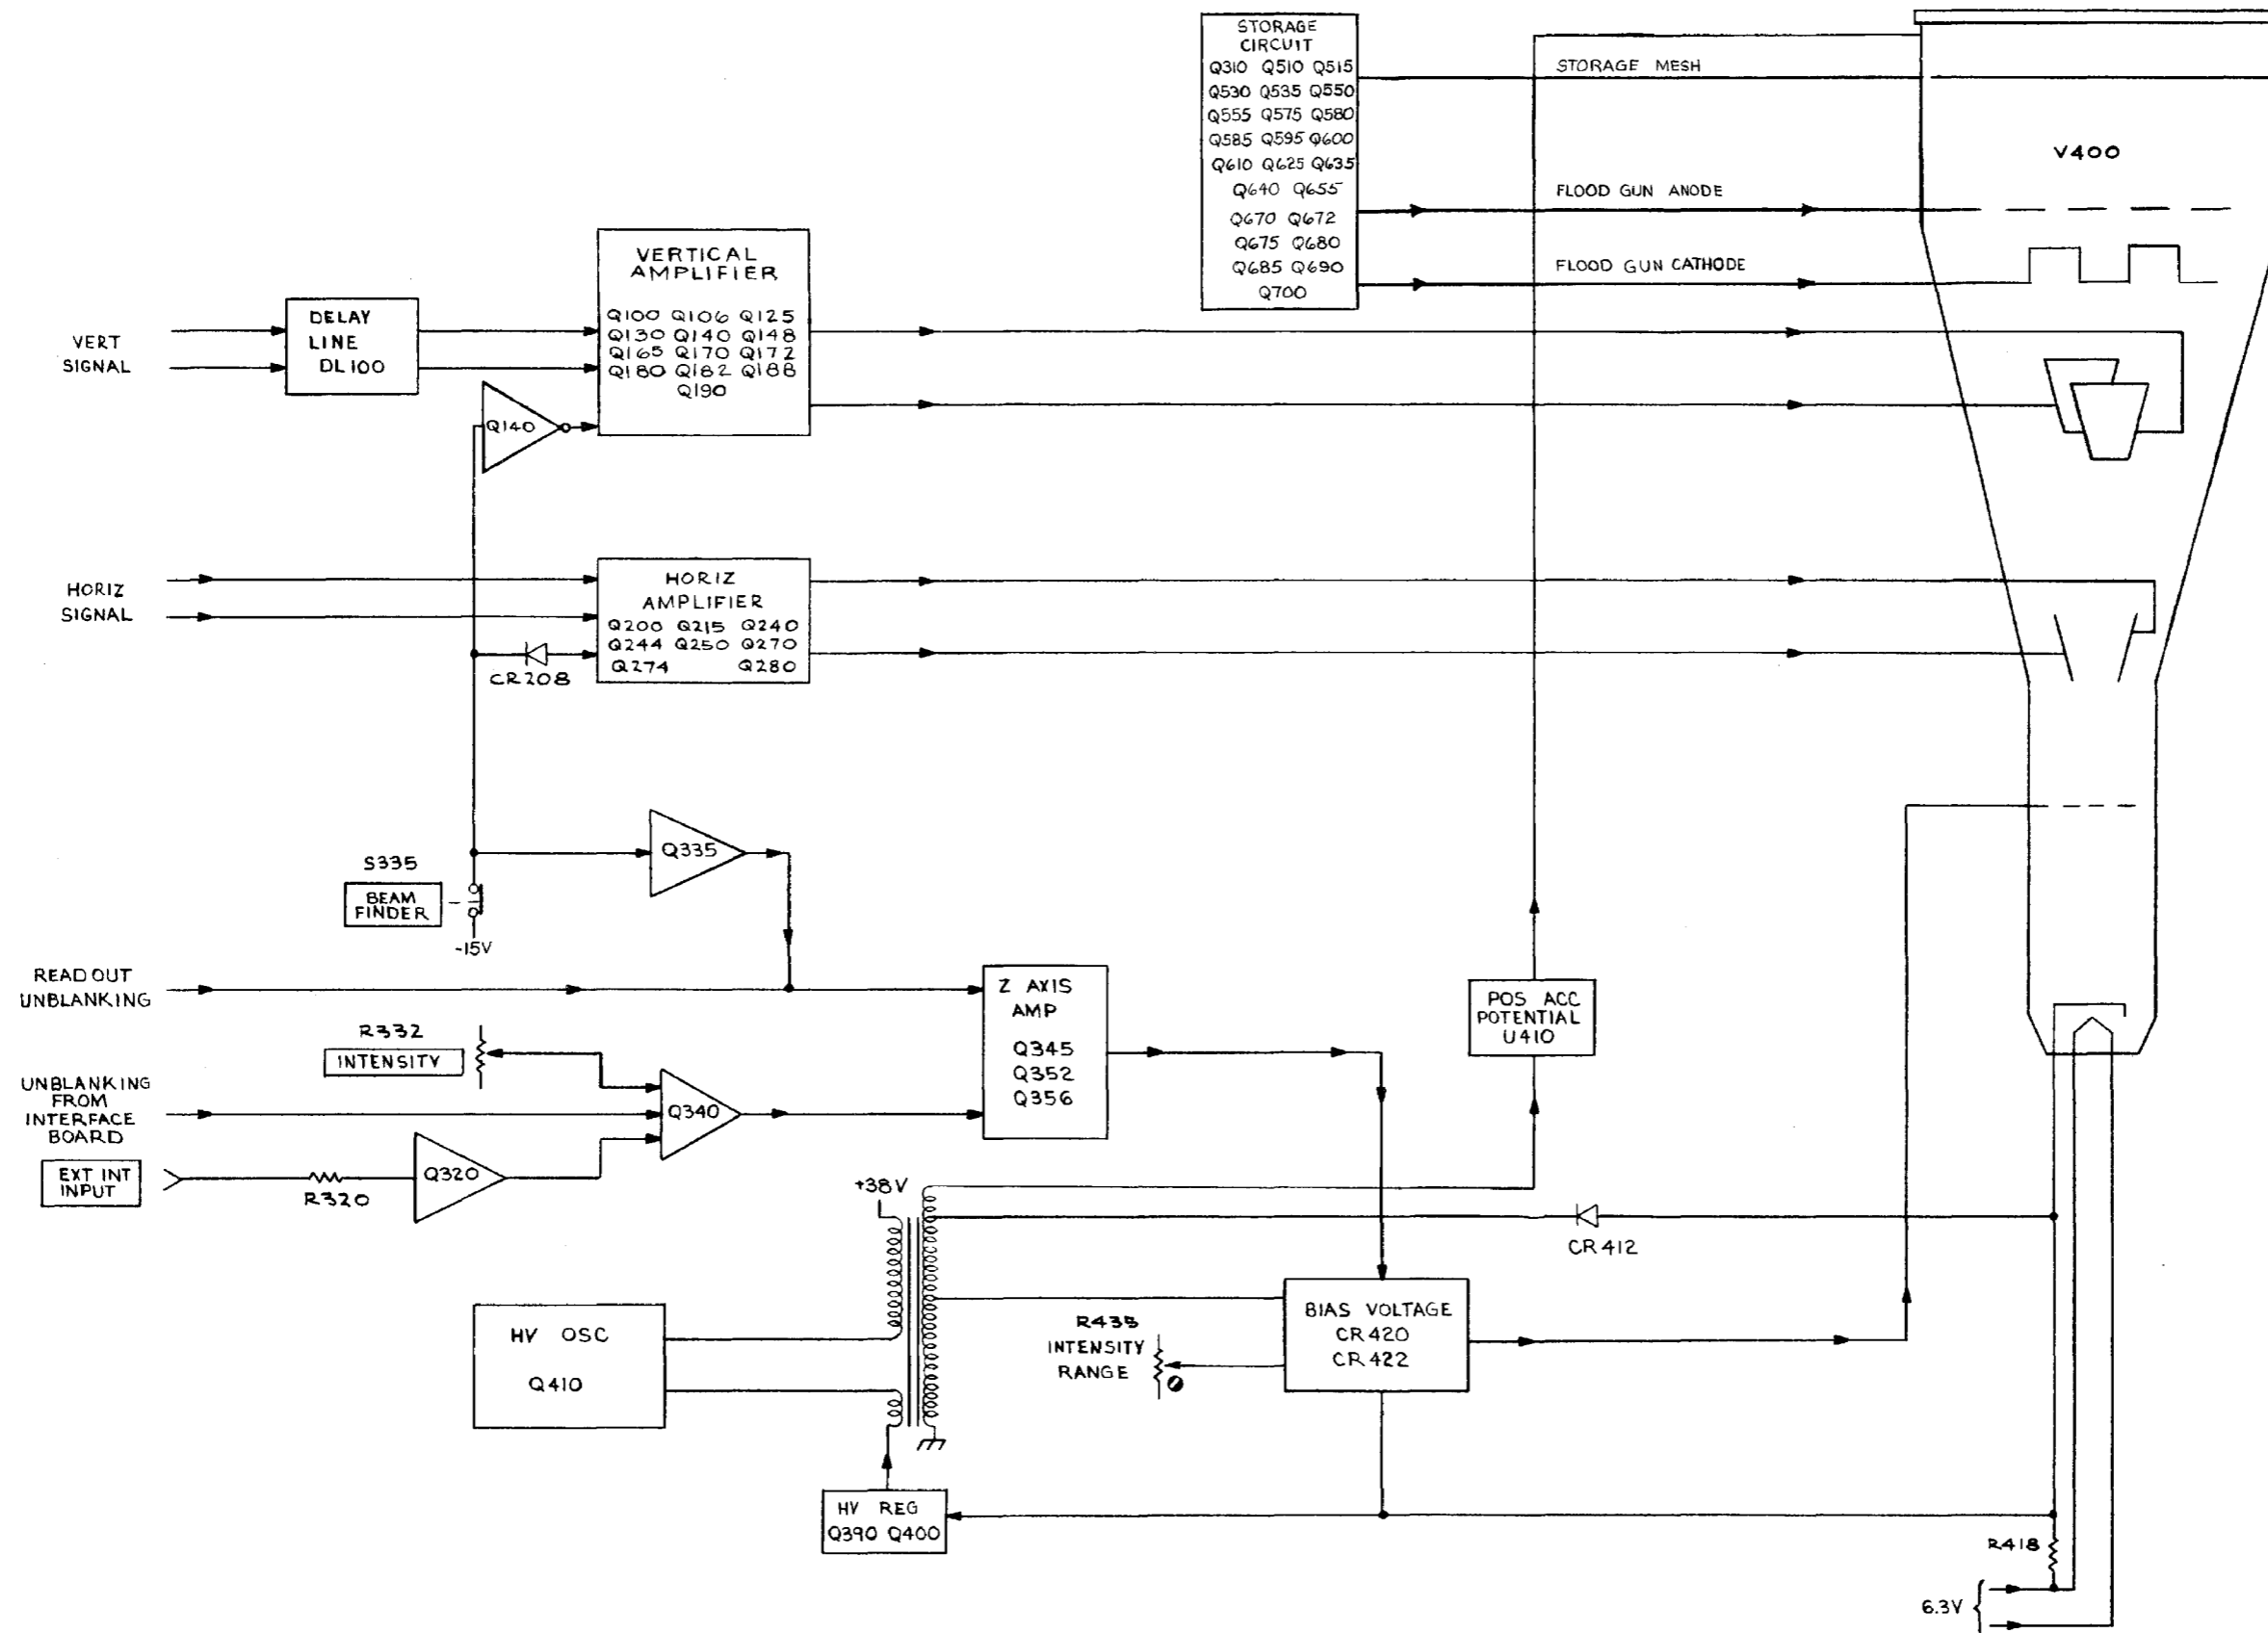 STORAGE
CIRCUIT
Q310 Q510 Q515
Q530 Q535 Q550
Q555 Q575 Q580
Q585 Q595 Q600
Q610 Q625 Q635
Q640 Q655
Q670 Q672
Q675 Q680
Q685 Q690
Q700
STORAGE MESH
V400
FLOOD GUN ANODE
FLOOD GUN CATHODE
VERT
SIGNAL
DELAY
LINE
DL100
VERTICAL
AMPLIFIER
Q100 Q106 Q125
Q130 Q140 Q148
Q165 Q170 Q172
Q180 Q182 Q188
Q190
Q140
HORIZ
SIGNAL
HORIZ
AMPLIFIER
Q200 Q215 Q240
Q244 Q250 Q270
Q274 Q280
CR208
S335
BEAM
FINDER
-15V
Q335
READOUT
UNBLANKING
R332
INTENSITY
UNBLANKING
FROM
INTERFACE
BOARD
EXT INT
INPUT
R320
Q320
Q340
Z AXIS
AMP
Q345
Q352
Q356
POS ACC
POTENTIAL
U410
+38V
CR412
HV OSC
Q410
R435
INTENSITY
RANGE
BIAS VOLTAGE
CR420
CR422
HV REG
Q390 Q400
R418
6.3V